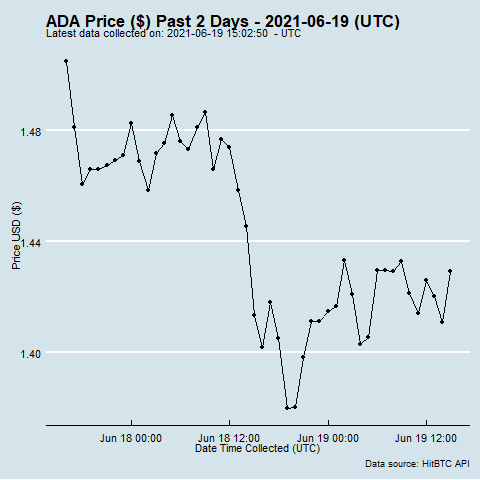 ADA Price ($) Past 2 Days - 2021-06-19 (UTC)
Latest data collected on: 2021-06-19 15:02:50 - UTC
1.48
1.44
1.40
Price USD ($)
Jun 18 00:00 Jun 18 12:00 Jun 19 00:00 Jun 19 12:00
Date Time Collected (UTC)
Data source: HitBTC API